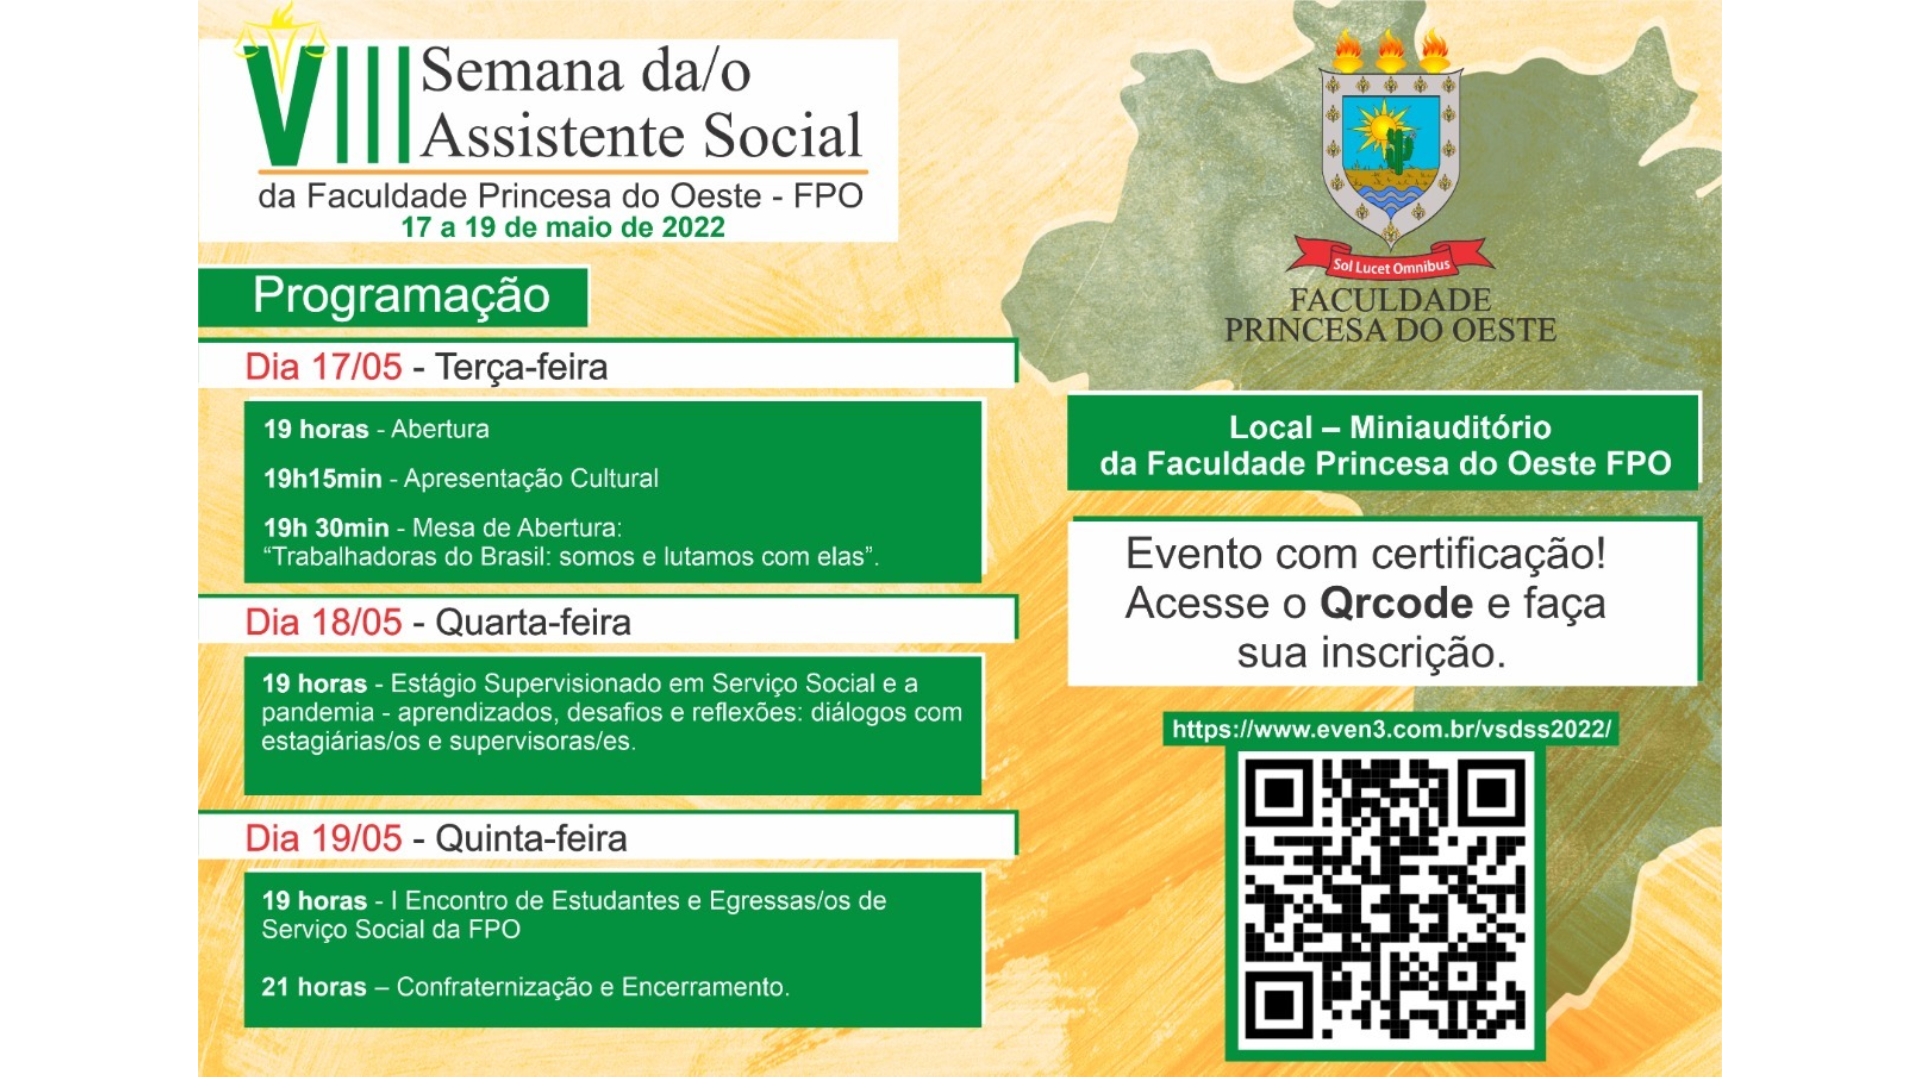 VIII Semana da/o
Assistente Social
da Faculdade Princesa do Oeste - FPO
17 a 19 de maio de 2022
Programação
Dia 17/05 - Terça-feira
19 horas - Abertura
19h15min - Apresentação Cultural
19h 30min - Mesa de Abertura:
“Trabalhadoras do Brasil: somos e lutamos com elas”.
Dia 18/05 - Quarta-feira
19 horas - Estágio Supervisionado em Serviço Social e a
pandemia - aprendizados, desafios e reflexões: diálogos com
estagiárias/os e supervisoras/es.
Dia 19/05 - Quinta-feira
19 horas - I Encontro de Estudantes e Egressas/os de
Serviço Social da FPO
21 horas – Confraternização e Encerramento.
Sol Lucet Omnibus
FACULDADE
PRINCESA DO OESTE
Local – Miniauditório
da Faculdade Princesa do Oeste FPO
Evento com certificação!
Acesse o Qrcode e faça
sua inscrição.
https://www.even3.com.br/vsdss2022/